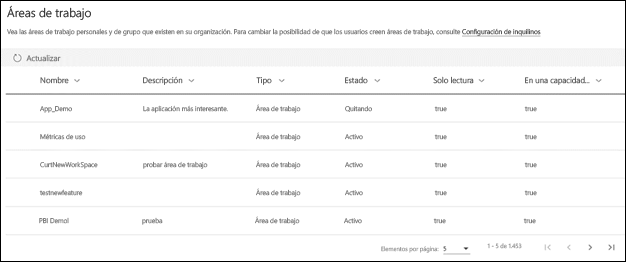 Áreas de trabajo
Vea las áreas de trabajo personales y de grupo que existen en su organización. Para cambiar la posibilidad de que los usuarios creen áreas de trabajo, consulte Configuración de inquilinos
Actualizar
Nombre Descripción Tipo Estado Solo lectura En una capacidad...
App_Demo La aplicación más interesante. Área de trabajo Quitando true true
Métricas de uso Área de trabajo Activo true true
CurtNewWorkSpace probar área de trabajo Área de trabajo Activo true true
testnewfeature Área de trabajo Activo true true
PBI Demol prueba Área de trabajo Activo true true
Elementos por página: 5 1 - 5 de 1.453